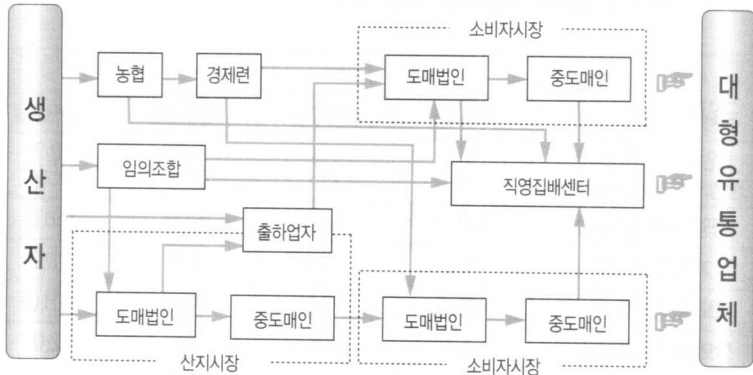 소비자시장
생산자
농협
경제련
도매법인
중도매인
대형유통업체
임의조합
직영집배센터
출하업자
도매법인
중도매인
도매법인
중도매인
산지시장
소비자시장